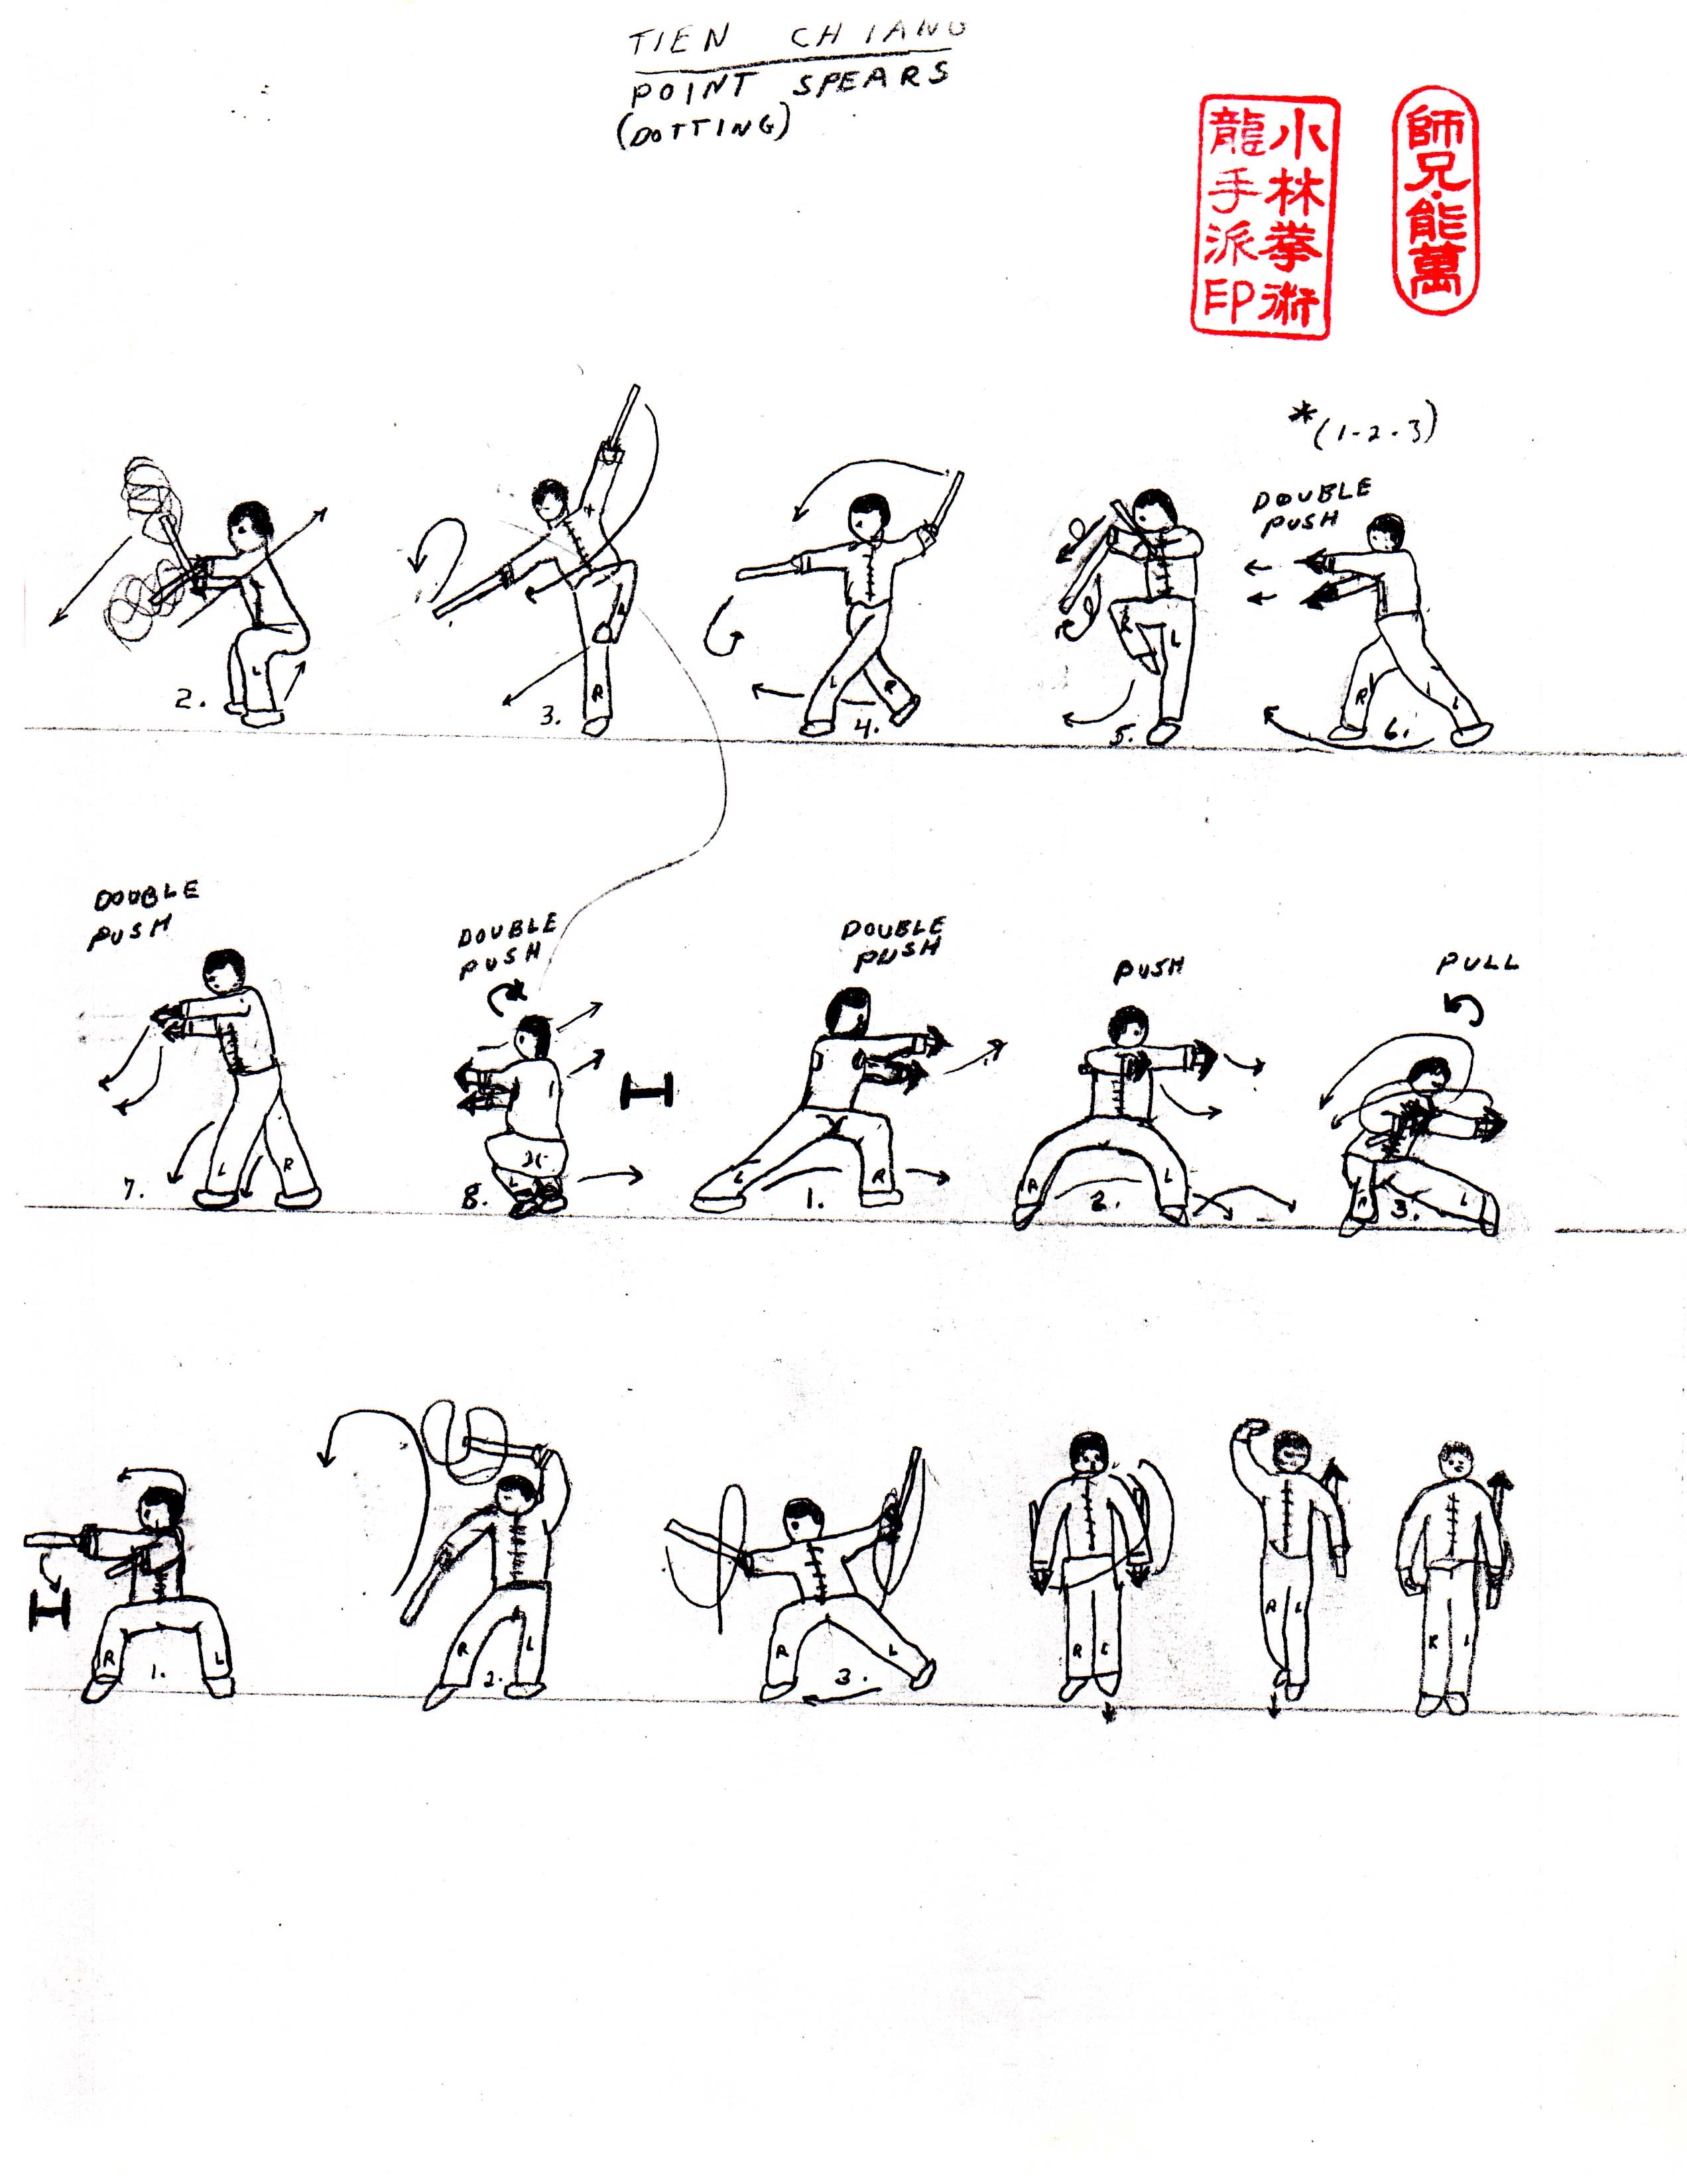 TIEN CHIANG
POINT SPEARS
(DOTTING)
小林拳術
龍手派印
師兄·能萬
*(1-2-3)
DOUBLE
PUSH
L
2.
R
L
3.
L
R
4.
R
L
5.
R
L
6.
DOUBLE
PUSH
DOUBLE
PUSH
DOUBLE
PUSH
PUSH
PULL
L
R
7.
L
8.
I
L
R
1.
R
L
2.
R
L
3.
I
R
L
1.
R
L
2.
R
L
3.
R
L
R
L
R
L